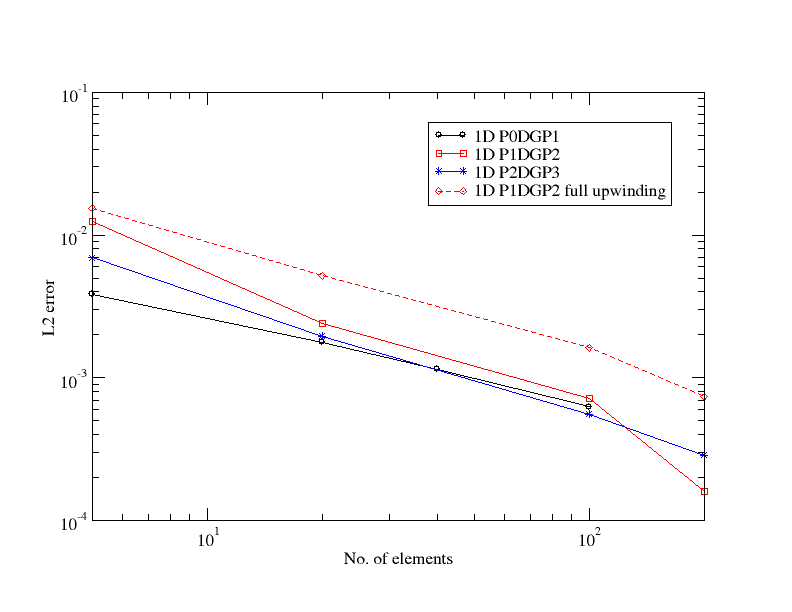 10^-1
1D P0DGP1
1D P1DGP2
1D P2DGP3
1D P1DGP2 full upwinding
10^-2
L2 error
10^-3
10^-4
10^1
10^2
No. of elements